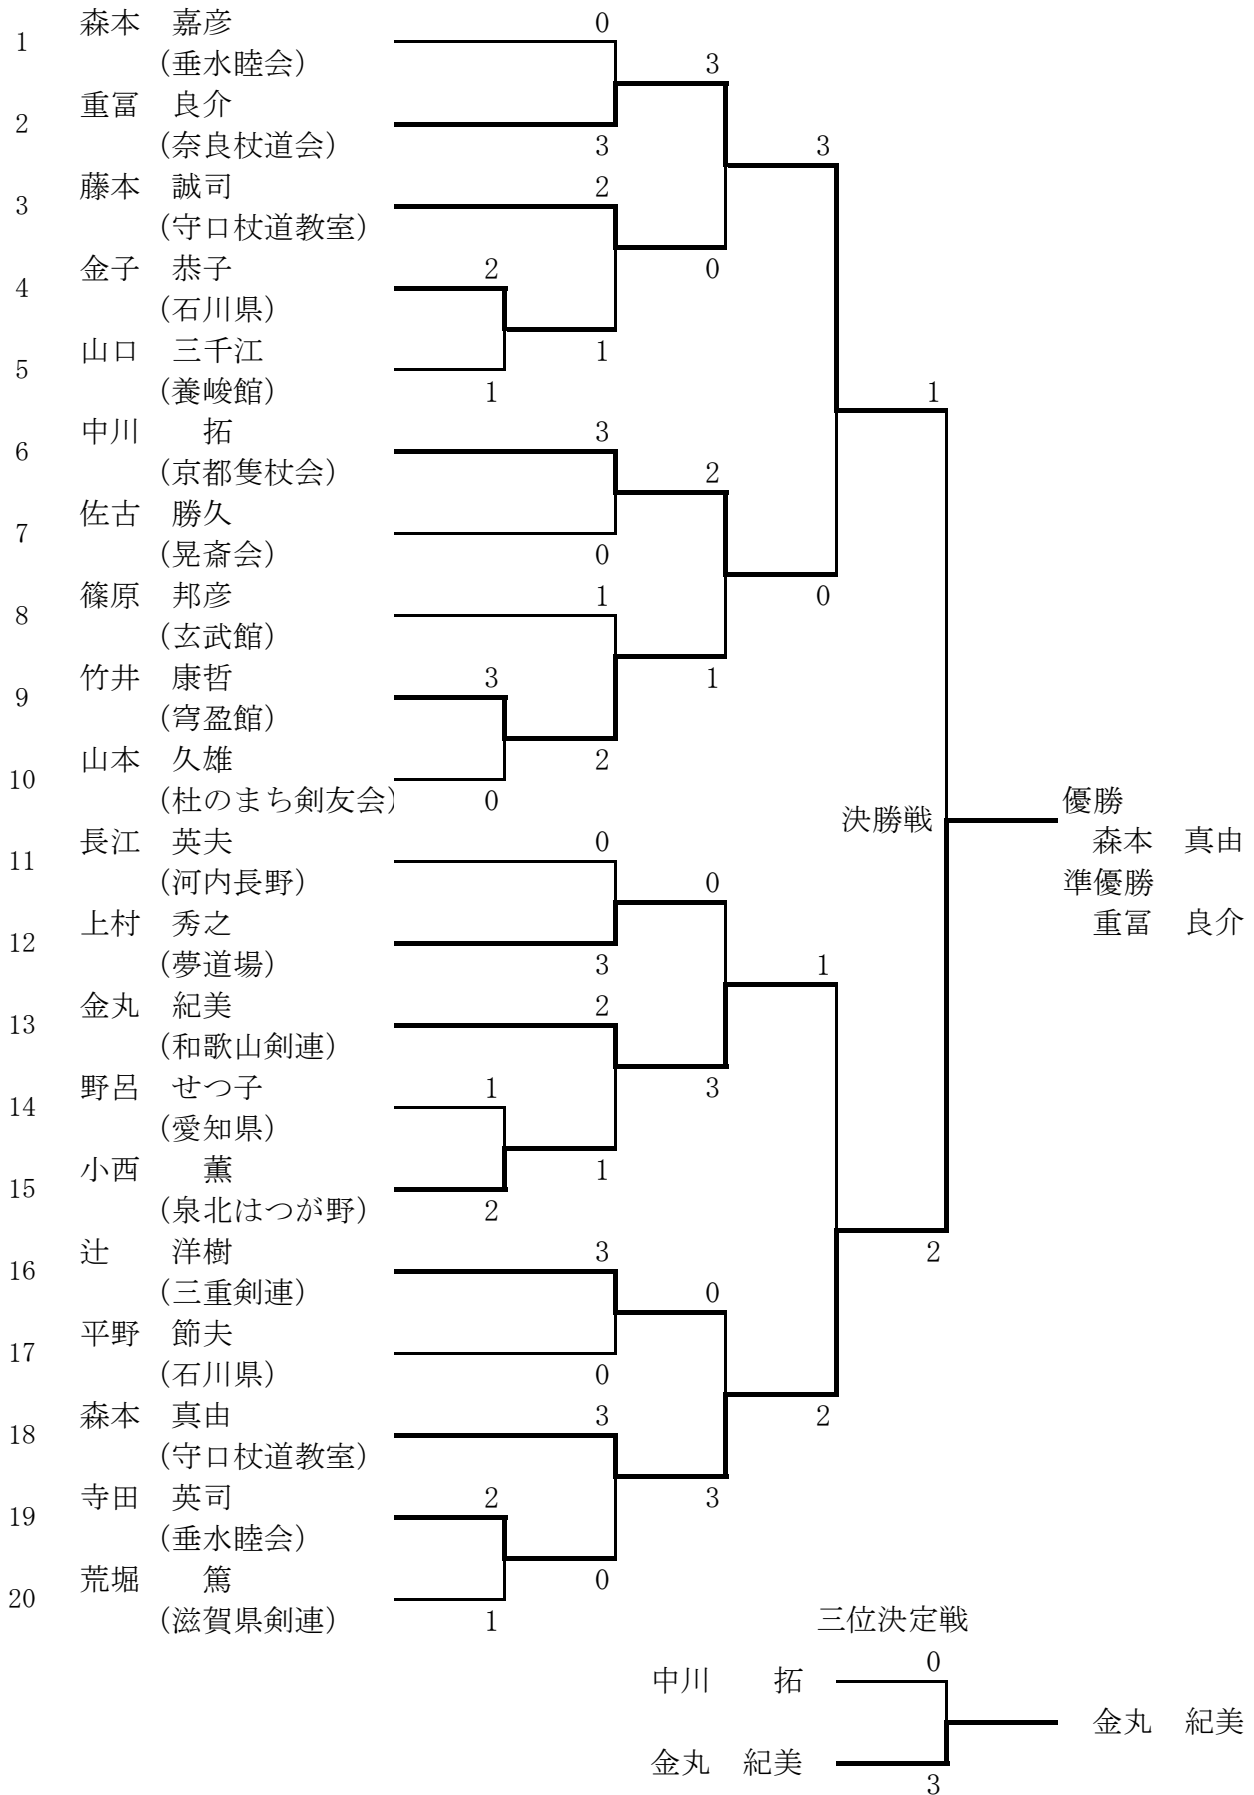 森本　嘉彦 0
1
(垂水睦会) 3
重冨　良介
2
(奈良杖道会) 3 3
藤本　誠司 2
3
(守口杖道教室)
金子　恭子 2 0
4
(石川県)
山口　三千江 1
5
(養峻館) 1 1
中川　　拓 3
6
(京都隻杖会) 2
佐古　勝久
7
(晃斎会) 0
篠原　邦彦 1 0
8
(玄武館)
竹井　康哲 3 1
9
(穹盈館)
山本　久雄 2
10
(杜のまち剣友会) 0 優勝
決勝戦
長江　英夫 0 森本　真由
11
(河内長野) 0 準優勝
上村　秀之 重冨　良介
12
(夢道場) 3 1
金丸　紀美 2
13
(和歌山剣連)
野呂　せつ子 1 3
14
(愛知県)
小西　　薫 1
15
(泉北はつが野) 2
辻　　洋樹 3 2
16
(三重剣連) 0
平野　節夫
17
(石川県) 0
森本　真由 3 2
18
(守口杖道教室)
寺田　英司 2 3
19
(垂水睦会)
荒堀　　篤 0
20
(滋賀県剣連) 1 三位決定戦
0
中川　　拓
金丸　紀美
金丸　紀美
3